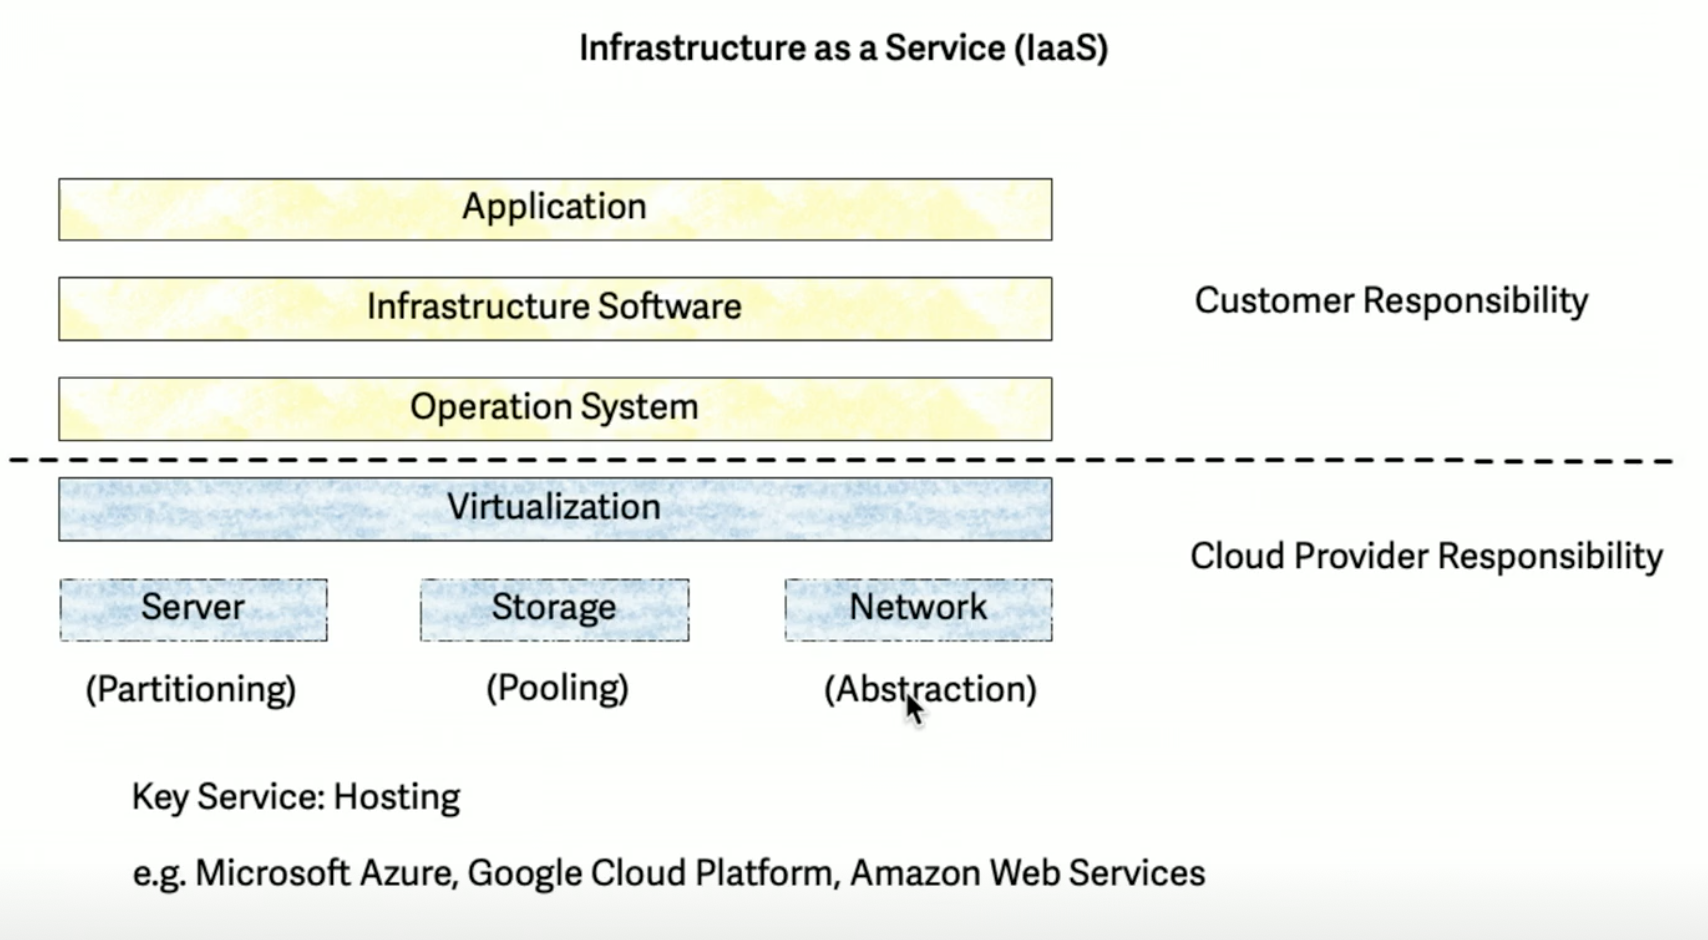 Infrastructure as a Service (IaaS)
Application
Infrastructure Software
Customer Responsibility
Operation System
Virtualization
Cloud Provider Responsibility
Server
Storage
Network
(Partitioning)
(Pooling)
(Abstraction)
Key Service: Hosting
e.g. Microsoft Azure, Google Cloud Platform, Amazon Web Services